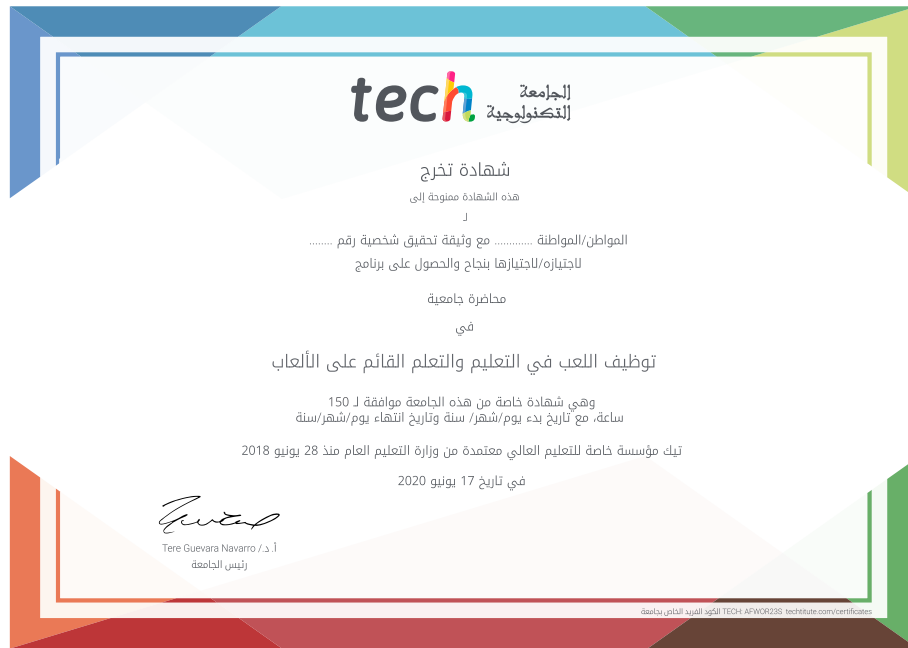 tech الجامعة
التكنولوجية
شهادة تخرج
هذه الشهادة ممنوحة إلى
لـ
المواطن/المواطنة ............. مع وثيقة تحقيق شخصية رقم ........
لاجتيازه/لاجتيازها بنجاح والحصول على برنامج
محاضرة جامعية
في
توظيف اللعب في التعليم والتعلم القائم على الألعاب
وهي شهادة خاصة من هذه الجامعة موافقة لـ 150
ساعة، مع تاريخ بدء يوم/شهر/ سنة وتاريخ انتهاء يوم/شهر/سنة
تيك مؤسسة خاصة للتعليم العالي معتمدة من وزارة التعليم العام منذ 28 يونيو 2018
في تاريخ 17 يونيو 2020
أ. د./ Tere Guevara Navarro
رئيس الجامعة
الكود الفريد الخاص بجامعة TECH: AFWOR23S techtitute.com/certificates